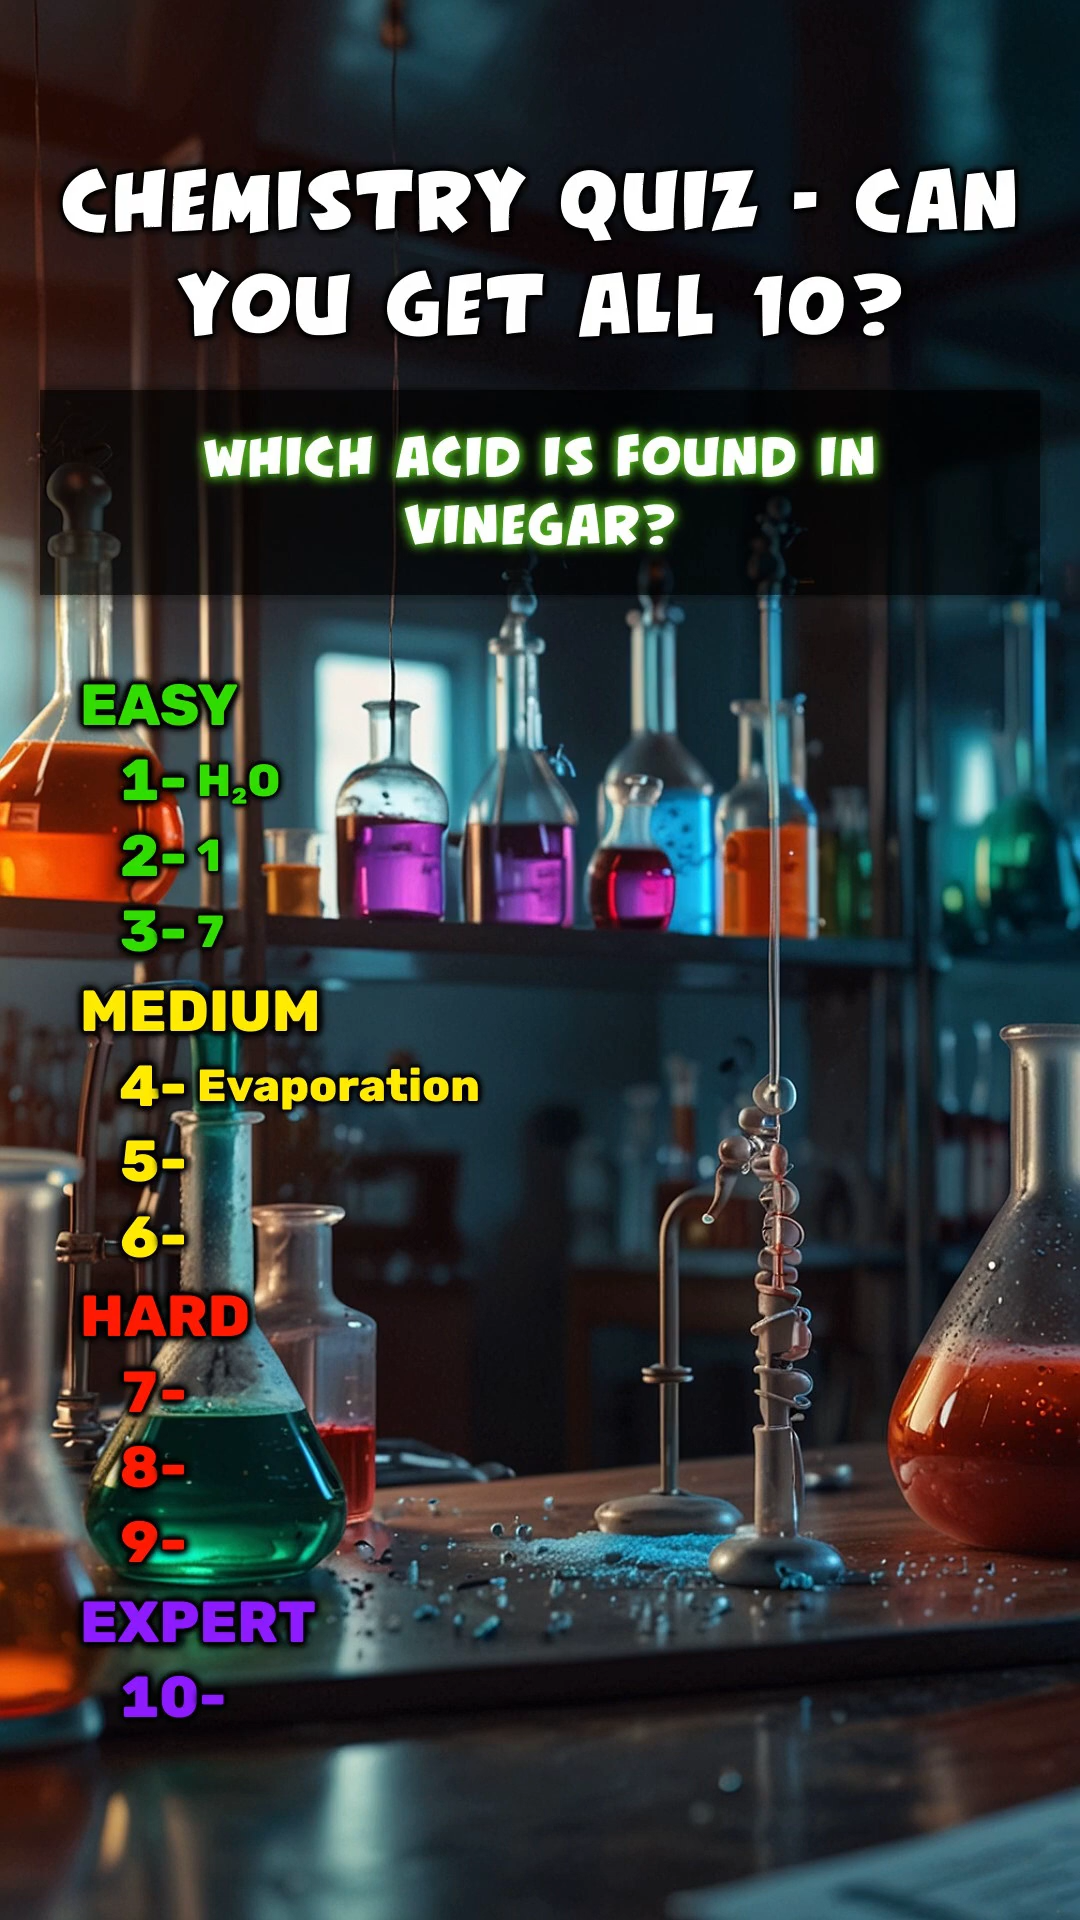 CHEMISTRY QUIZ - CAN
YOU GET ALL 10?
WHICH ACID IS FOUND IN
VINEGAR?
EASY
1- H₂O
2- 1
3- 7
MEDIUM
4- Evaporation
5-
6-
HARD
7-
8-
9-
EXPERT
10-